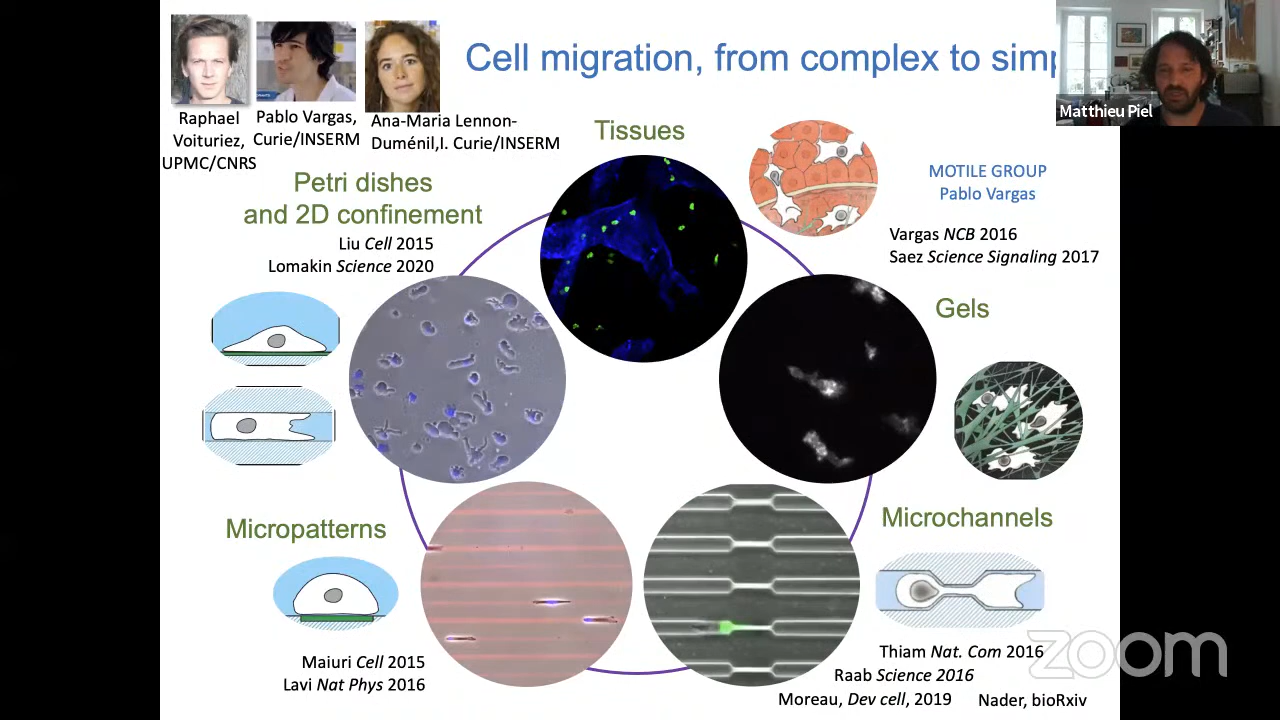 Cell migration, from complex to simp
Matthieu Piel
Raphael
Voituriez,
UPMC/CNRS
Pablo Vargas,
Curie/INSERM
Ana-Maria Lennon-
Duménil,I. Curie/INSERM
Tissues
MOTILE GROUP
Pablo Vargas
Vargas NCB 2016
Saez Science Signaling 2017
Petri dishes
and 2D confinement
Liu Cell 2015
Lomakin Science 2020
Gels
Micropatterns
Maiuri Cell 2015
Lavi Nat Phys 2016
Microchannels
Thiam Nat. Com 2016
Raab Science 2016
Moreau, Dev cell, 2019
Nader, bioRxiv
zoom